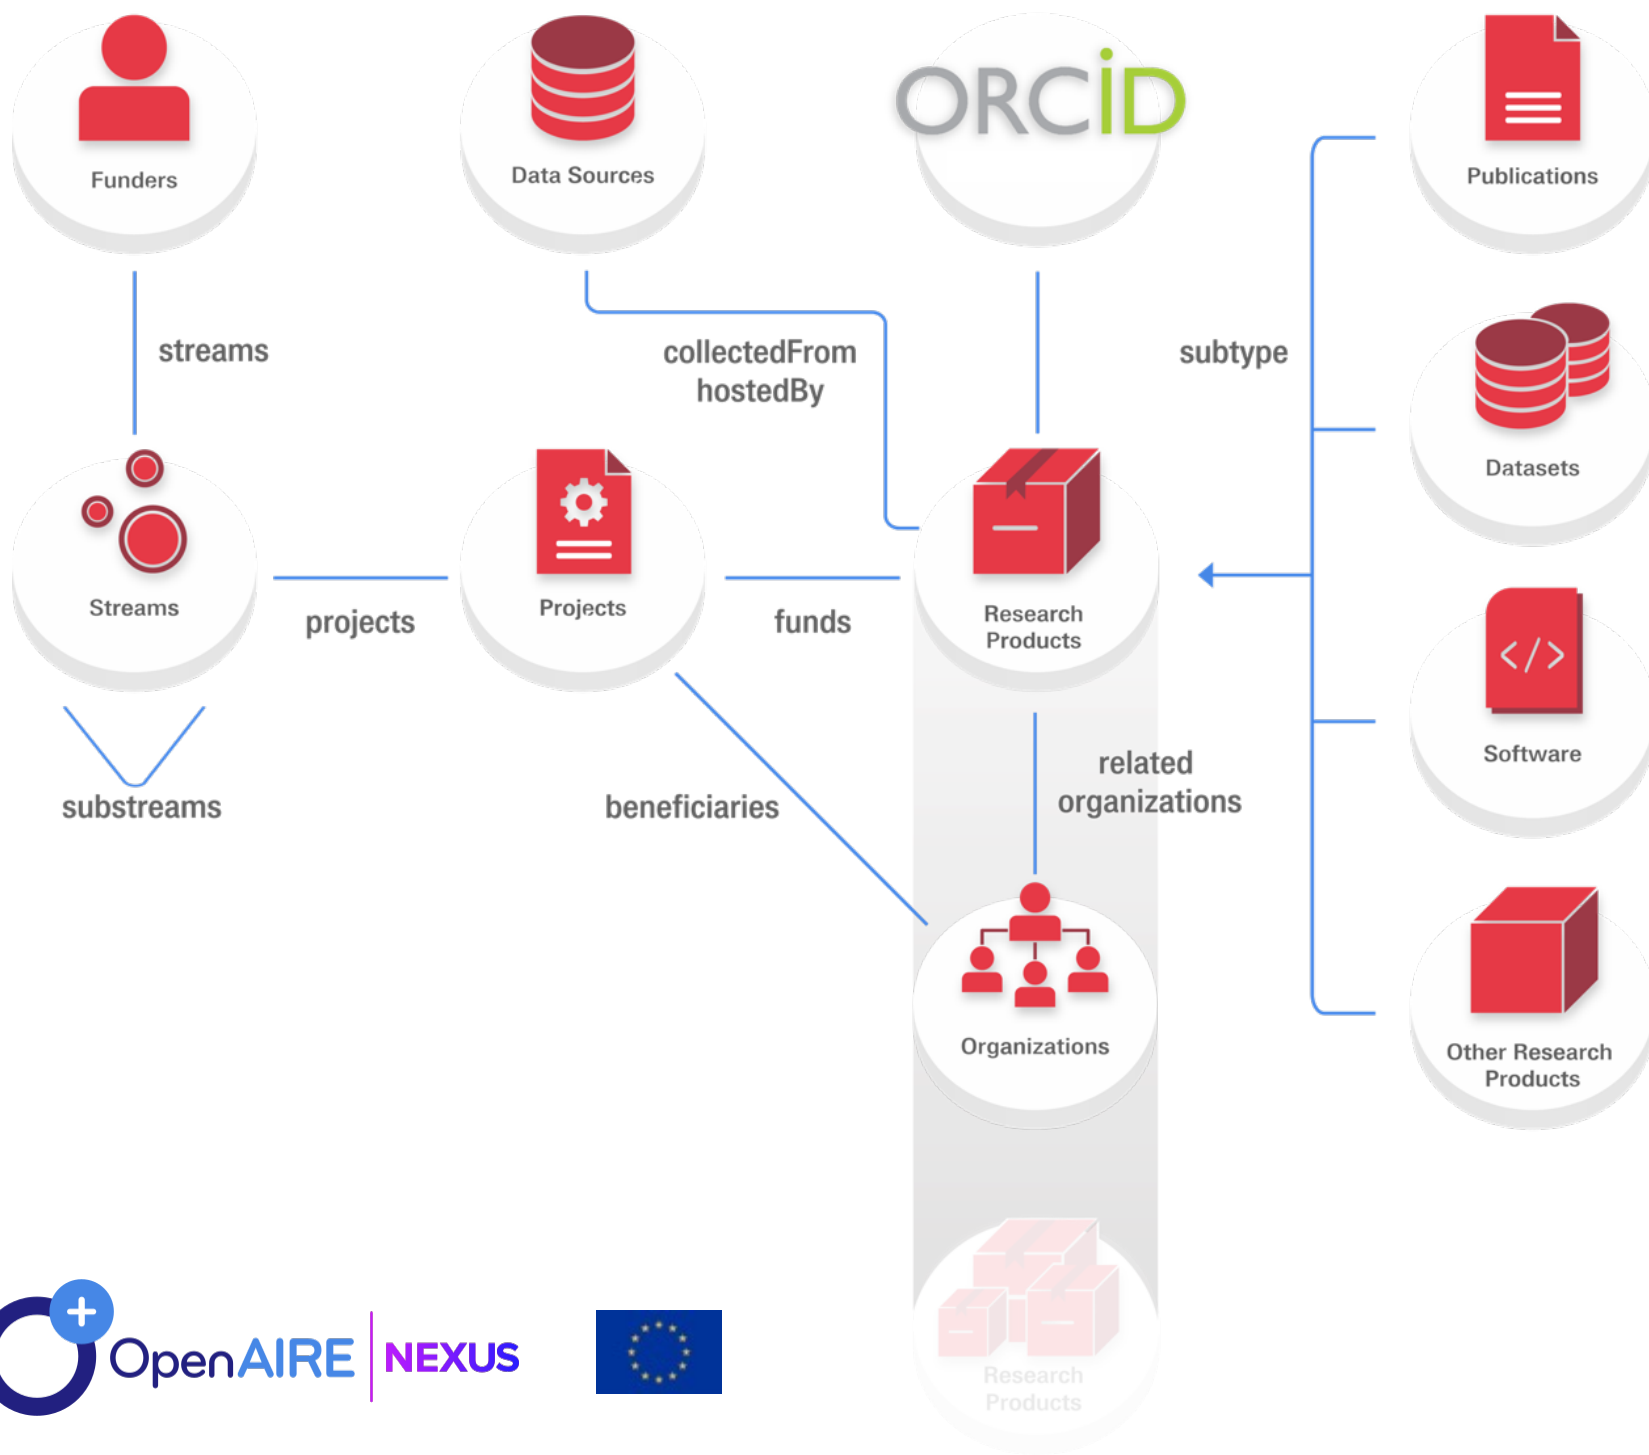 Funders
Data Sources
ORCiD
Publications
streams
collectedFrom
hostedBy
subtype
Datasets
Streams
projects
Projects
funds
Research
Products
Software
substreams
beneficiaries
related
organizations
</>
Organizations
Other Research
Products
Research
Products
OpenAIRE
NEXUS